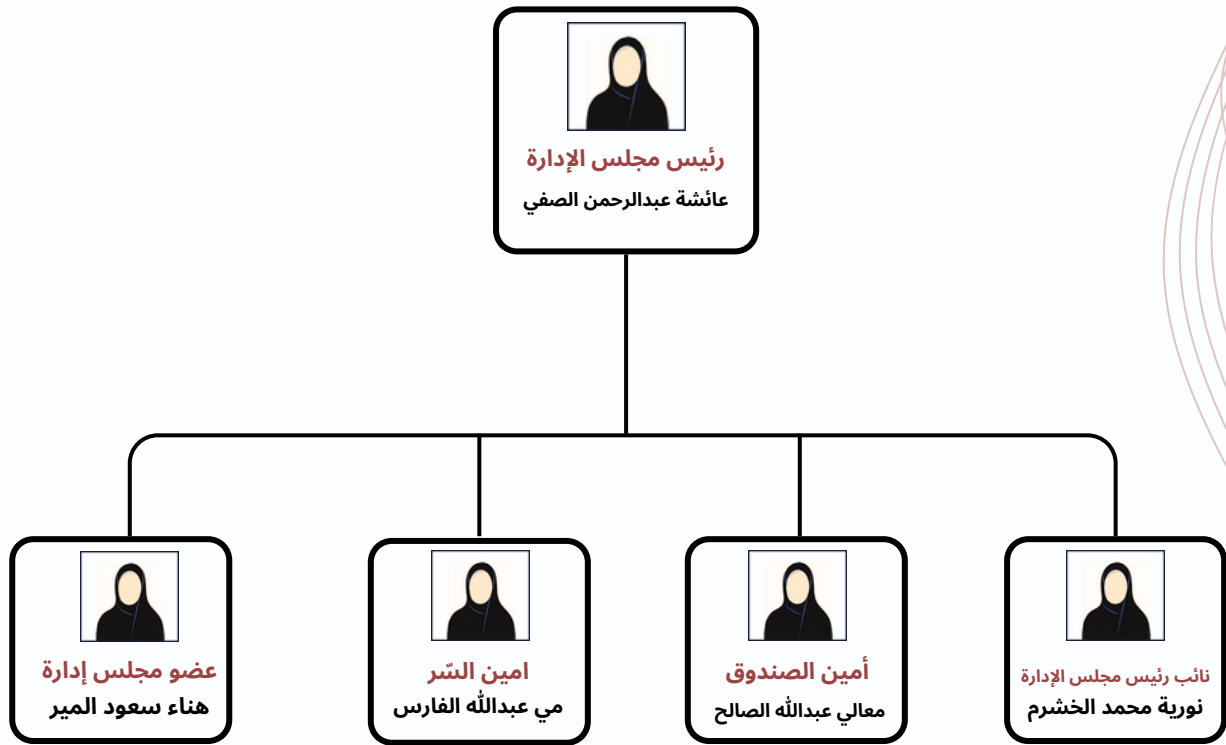 رئيس مجلس الإدارة
عائشة عبدالرحمن الصفي
نائب رئيس مجلس الإدارة
نورية محمد الخشرم
أمين الصندوق
معالي عبدالله الصالح
امين السّر
مي عبدالله الفارس
عضو مجلس إدارة
هناء سعود المير